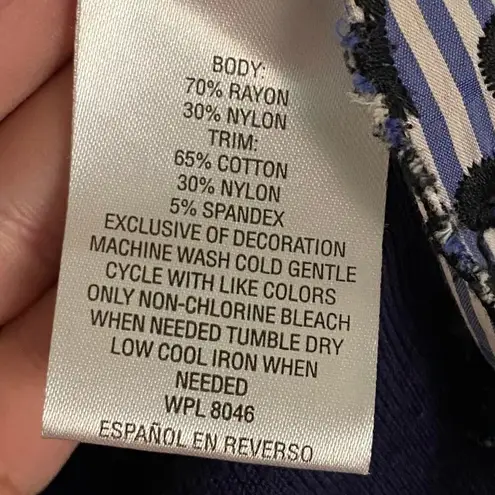 BODY:
70% RAYON
30% NYLON
TRIM:
65% COTTON
30% NYLON
5% SPANDEX
EXCLUSIVE OF DECORATION
MACHINE WASH COLD GENTLE
CYCLE WITH LIKE COLORS
ONLY NON-CHLORINE BLEACH
WHEN NEEDED TUMBLE DRY
LOW COOL IRON WHEN
NEEDED
WPL 8046
ESPAÑOL EN REVERSO